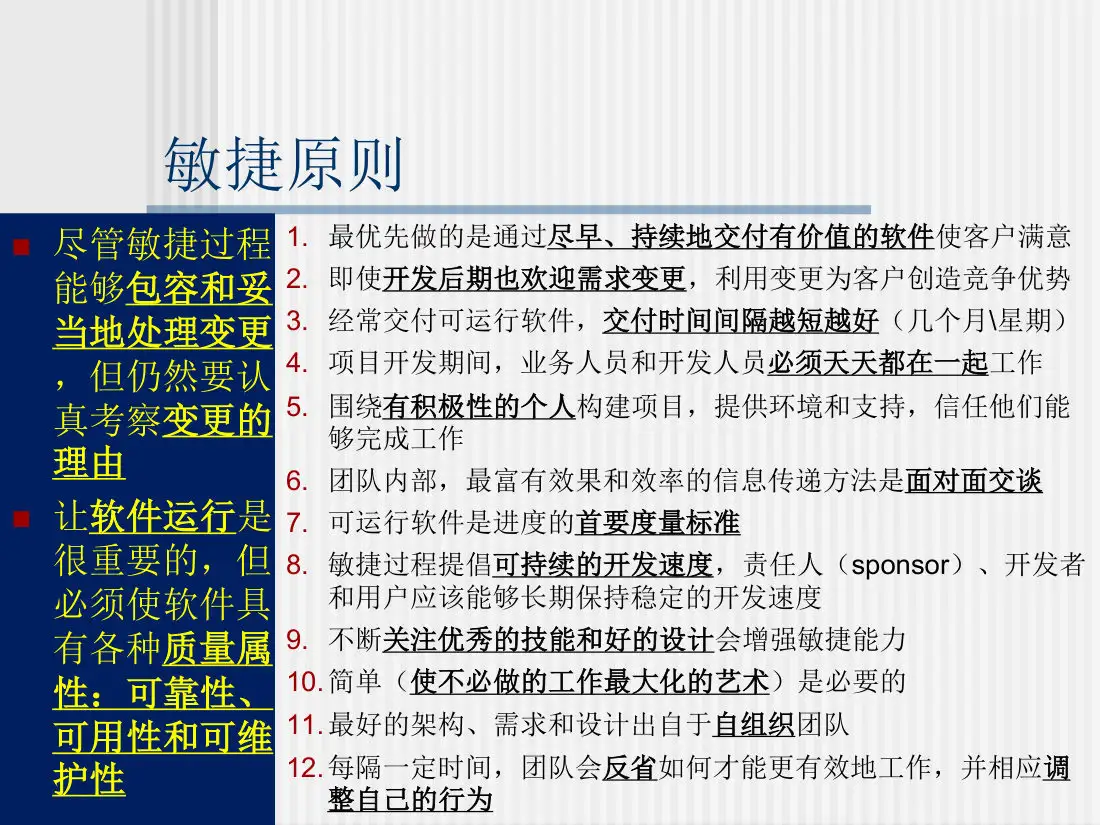 敏捷原则
尽管敏捷过程
能够包容和妥
当地处理变更
，但仍然要认
真考察变更的
理由
让软件运行是
很重要的，但
必须使软件具
有各种质量属
性：可靠性、
可用性和可维
护性
1. 最优先做的是通过尽早、持续地交付有价值的软件使客户满意
2. 即使开发后期也欢迎需求变更，利用变更为客户创造竞争优势
3. 经常交付可运行软件，交付时间间隔越短越好（几个月\星期）
4. 项目开发期间，业务人员和开发人员必须天天都在一起工作
5. 围绕有积极性的个人构建项目，提供环境和支持，信任他们能
够完成工作
6. 团队内部，最富有效果和效率的信息传递方法是面对面交谈
7. 可运行软件是进度的首要度量标准
8. 敏捷过程提倡可持续的开发速度，责任人（sponsor）、开发者
和用户应该能够长期保持稳定的开发速度
9. 不断关注优秀的技能和好的设计会增强敏捷能力
10. 简单（使不必做的工作最大化的艺术）是必要的
11. 最好的架构、需求和设计出自于自组织团队
12. 每隔一定时间，团队会反省如何才能更有效地工作，并相应调
整自己的行为